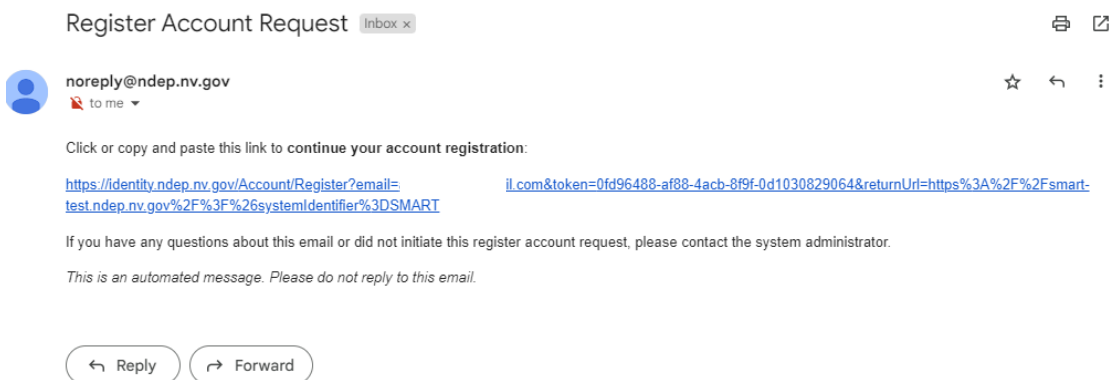 Register Account Request Inbox ×
noreply@ndep.nv.gov
to me
Click or copy and paste this link to continue your account registration:
https://identity.ndep.nv.gov/Account/Register?email= il.com&token=0fd96488-af88-4acb-8f9f-0d1030829064&returnUrl=https%3A%2F%2Fsmart-
test.ndep.nv.gov%2F%3F%26systemIdentifier%3DSMART
If you have any questions about this email or did not initiate this register account request, please contact the system administrator.
This is an automated message. Please do not reply to this email.
Reply Forward